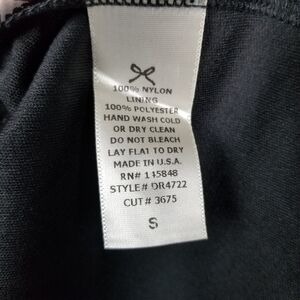 100% NYLON
LINING
100% POLYESTER
HAND WASH COLD
OR DRY CLEAN
DO NOT BLEACH
LAY FLAT TO DRY
MADE IN U.S.A.
RN# 145848
STYLE# DR4722
CUT# 3675
S